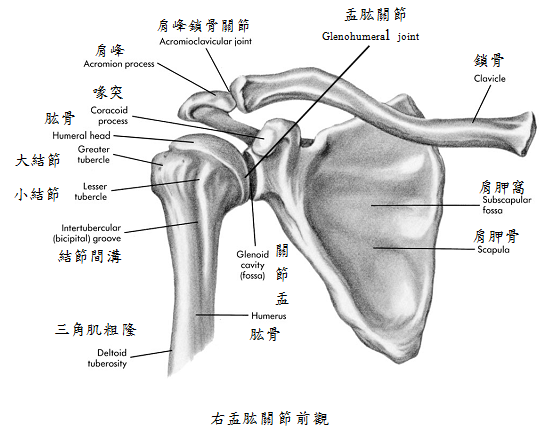 肩峰鎖骨關節
Acromioclavicular joint
盂肱關節
Glenohumeral joint
肩峰
Acromion process
鎖骨
Clavicle
喙突
Coracoid
process
肱骨
Humeral head
大結節
Greater
tubercle
小結節
Lesser
tubercle
肩胛窩
Subscapular
fossa
Intertubercular
(bicipital) groove
結節間溝
肩胛骨
Scapula
Glenoid
cavity
(fossa)
關
節
盂
Humerus
肱骨
三角肌粗隆
Deltoid
tuberosity
右盂肱關節前觀